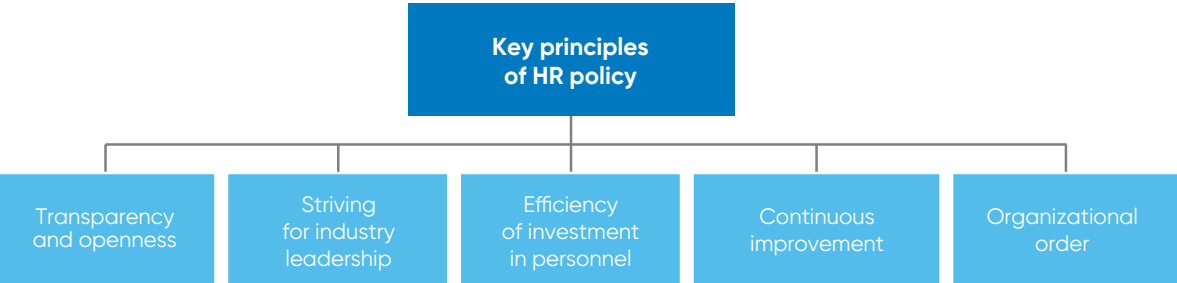 Key principles
of HR policy
Transparency
and openness
Striving
for industry
leadership
Efficiency
of investment
in personnel
Continuous
improvement
Organizational
order